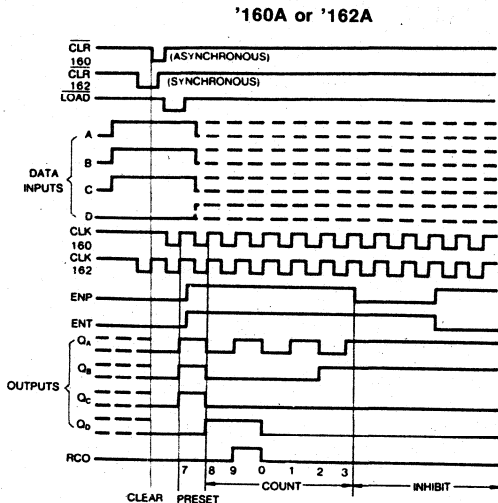 '160A or '162A
CLR
160
(ASYNCHRONOUS)
CLR
162
(SYNCHRONOUS)
LOAD
A
B
DATA
INPUTS
C
D
CLK
160
CLK
162
ENP
ENT
QA
QB
OUTPUTS
QC
QD
RCO
7 8 9 0 1 2 3
COUNT INHIBIT
CLEAR PRESET